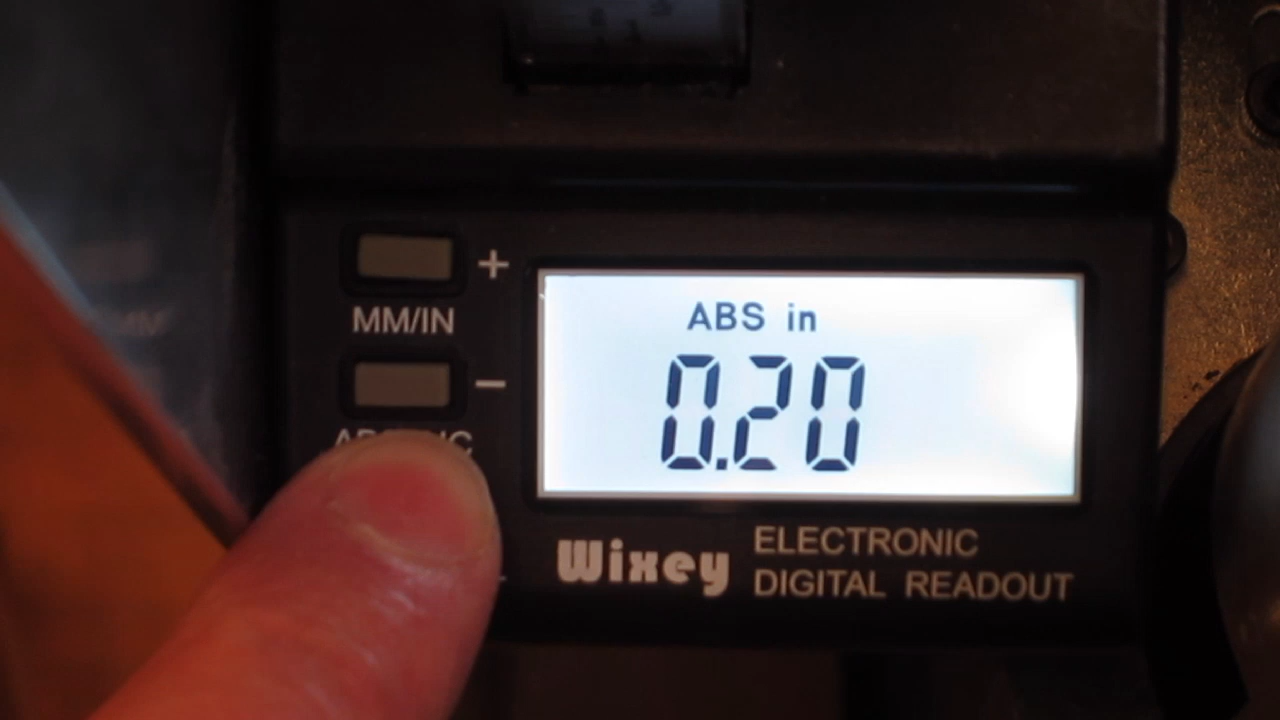 +
MM/IN
−
ABS in
0.20
Wixey
ELECTRONIC
DIGITAL READOUT